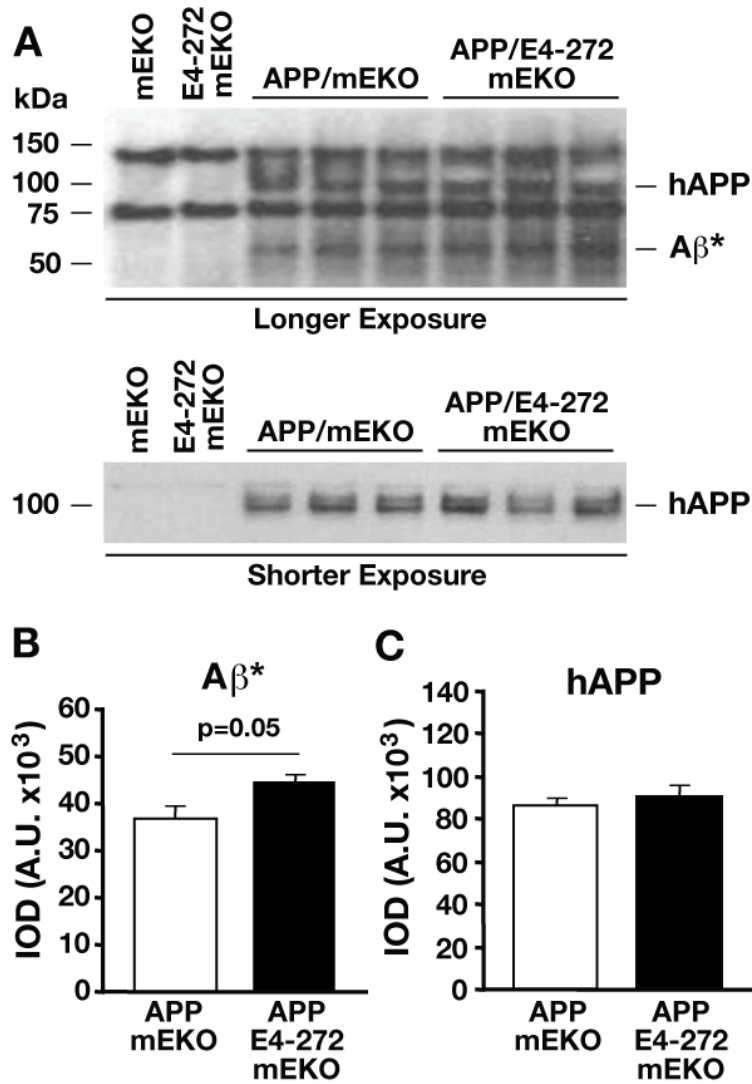 A
kDa
mEKO
E4-272
mEKO
APP/mEKO
APP/E4-272
mEKO
150
100
75
50
hAPP
Aβ*
Longer Exposure
mEKO
E4-272
mEKO
APP/mEKO
APP/E4-272
mEKO
100
hAPP
Shorter Exposure
B
Aβ*
p=0.05
IOD (A.U. x10³)
60
50
40
30
20
10
0
APP
mEKO
APP
E4-272
mEKO
C
hAPP
IOD (A.U. x10³)
140
120
100
80
60
40
20
0
APP
mEKO
APP
E4-272
mEKO